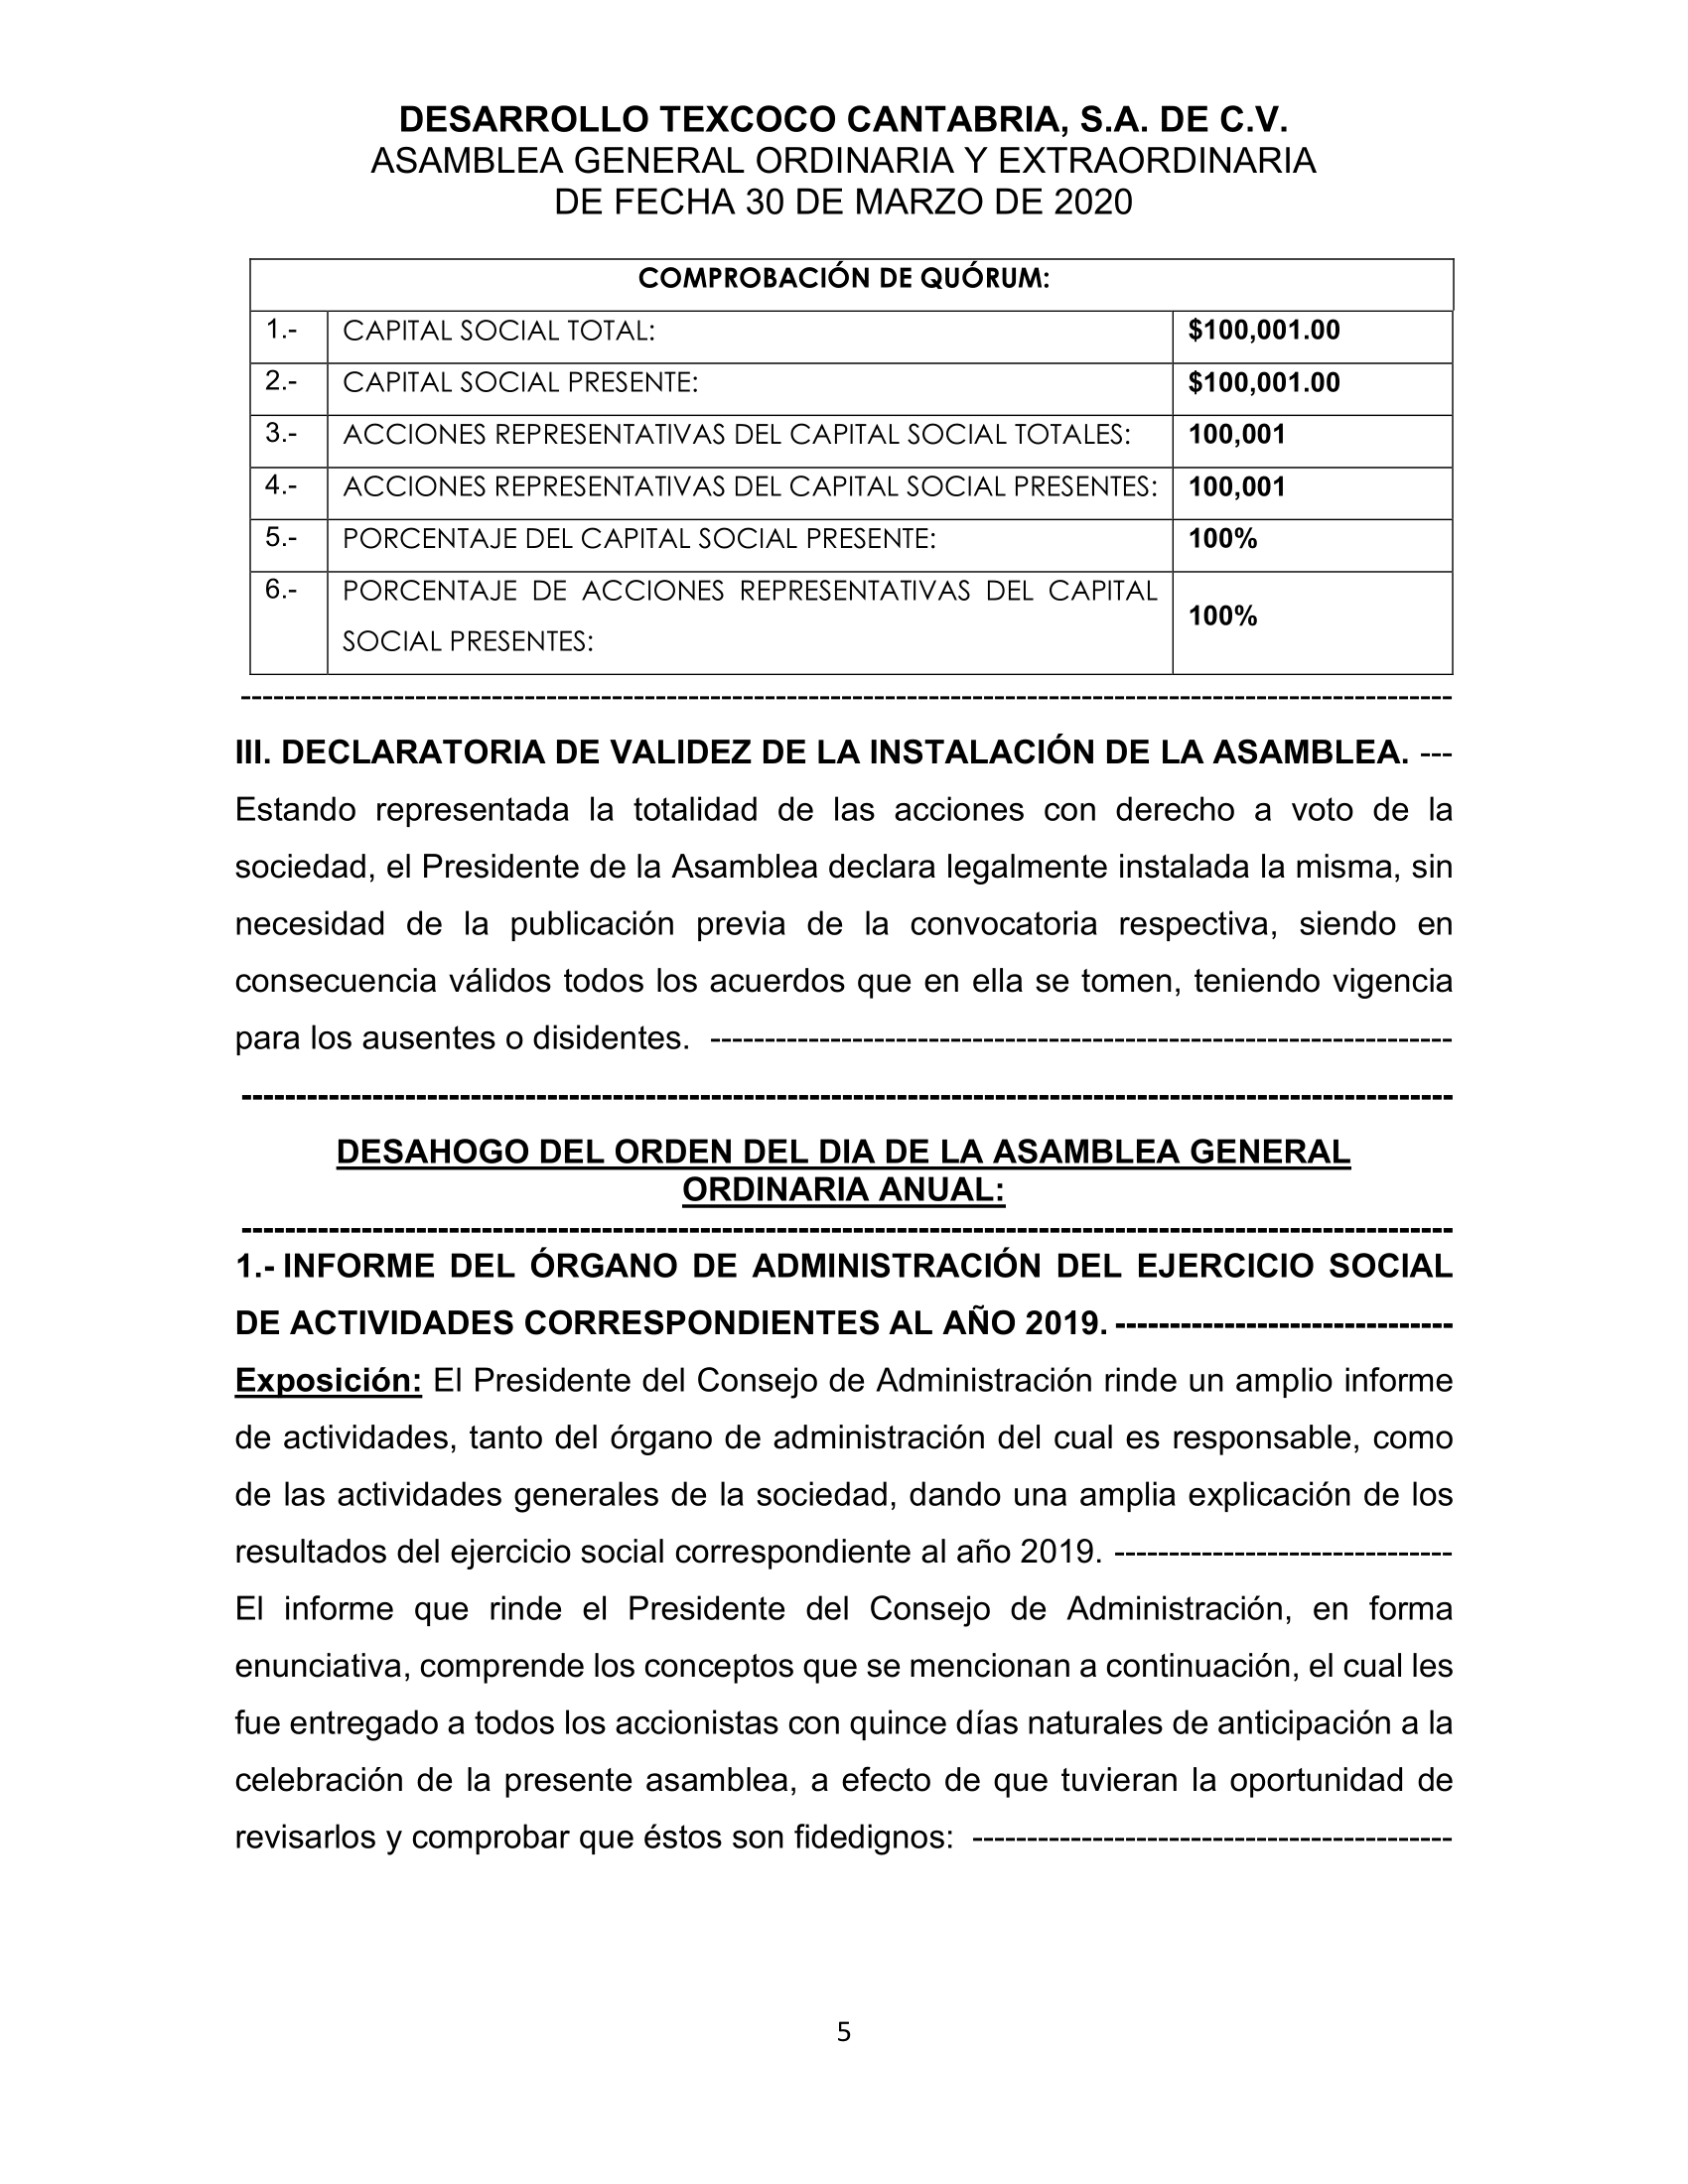 DESARROLLO TEXCOCO CANTABRIA, S.A. DE C.V.
ASAMBLEA GENERAL ORDINARIA Y EXTRAORDINARIA
DE FECHA 30 DE MARZO DE 2020
COMPROBACIÓN DE QUÓRUM:
1.- CAPITAL SOCIAL TOTAL: $100,001.00
2.- CAPITAL SOCIAL PRESENTE: $100,001.00
3.- ACCIONES REPRESENTATIVAS DEL CAPITAL SOCIAL TOTALES: 100,001
4.- ACCIONES REPRESENTATIVAS DEL CAPITAL SOCIAL PRESENTES: 100,001
5.- PORCENTAJE DEL CAPITAL SOCIAL PRESENTE: 100%
6.- PORCENTAJE DE ACCIONES REPRESENTATIVAS DEL CAPITAL
SOCIAL PRESENTES: 100%
---------------------------------------------------------------------------------------------------------------
III. DECLARATORIA DE VALIDEZ DE LA INSTALACIÓN DE LA ASAMBLEA. ---
Estando representada la totalidad de las acciones con derecho a voto de la
sociedad, el Presidente de la Asamblea declara legalmente instalada la misma, sin
necesidad de la publicación previa de la convocatoria respectiva, siendo en
consecuencia válidos todos los acuerdos que en ella se tomen, teniendo vigencia
para los ausentes o disidentes. --------------------------------------------------------------------
---------------------------------------------------------------------------------------------------------------
DESAHOGO DEL ORDEN DEL DIA DE LA ASAMBLEA GENERAL
ORDINARIA ANUAL:
---------------------------------------------------------------------------------------------------------------
1.- INFORME DEL ÓRGANO DE ADMINISTRACIÓN DEL EJERCICIO SOCIAL
DE ACTIVIDADES CORRESPONDIENTES AL AÑO 2019. -------------------------------
Exposición: El Presidente del Consejo de Administración rinde un amplio informe
de actividades, tanto del órgano de administración del cual es responsable, como
de las actividades generales de la sociedad, dando una amplia explicación de los
resultados del ejercicio social correspondiente al año 2019. -------------------------------
El informe que rinde el Presidente del Consejo de Administración, en forma
enunciativa, comprende los conceptos que se mencionan a continuación, el cual les
fue entregado a todos los accionistas con quince días naturales de anticipación a la
celebración de la presente asamblea, a efecto de que tuvieran la oportunidad de
revisarlos y comprobar que éstos son fidedignos: --------------------------------------------
5